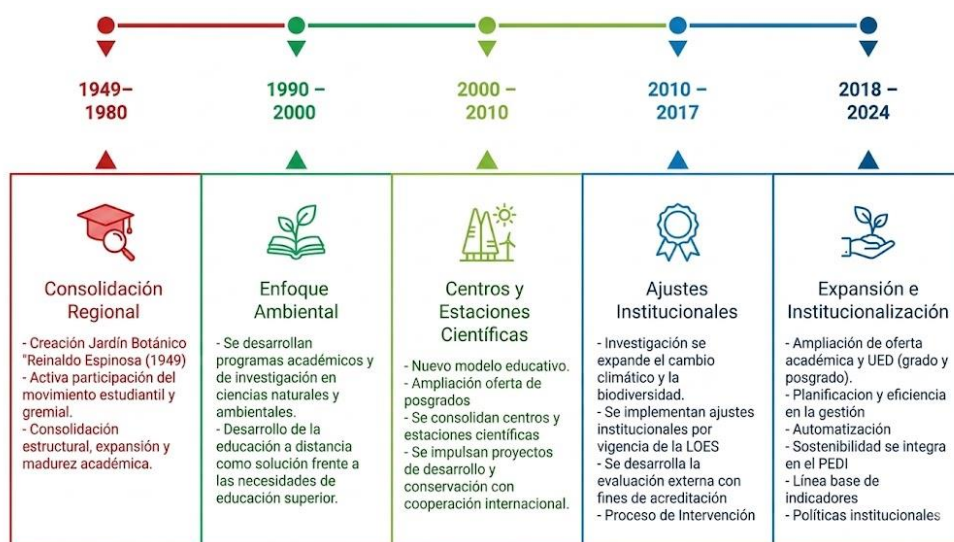 1949–
1980
1990 –
2000
2000 –
2010
2010 –
2017
2018 –
2024
Consolidación
Regional
- Creación Jardín Botánico
"Reinaldo Espinosa (1949)
- Activa participación del
movimiento estudiantil y
gremial.
- Consolidación
estructural, expansión y
madurez académica.
Enfoque
Ambiental
- Se desarrollan
programas académicos y
de investigación en
ciencias naturales y
ambientales.
- Desarrollo de la
educación a distancia
como solución frente a
las necesidades de
educación superior.
Centros y
Estaciones
Científicas
- Nuevo modelo educativo.
- Ampliación oferta de
posgrados
- Se consolidan centros y
estaciones científicas
- Se impulsan proyectos
de desarrollo y
conservación con
cooperación internacional.
Ajustes
Institucionales
- Investigación se
expande el cambio
climático y la
biodiversidad.
- Se implementan ajustes
institucionales por
vigencia de la LOES
- Se desarrolla la
evaluación externa con
fines de acreditación
- Proceso de Intervención
Expansión e
Institucionalización
- Ampliación de oferta
académica y UED (grado y
posgrado).
- Planificacion y eficiencia
en la gestión
- Automatización
- Sostenibilidad se integra
en el PEDI
- Línea base de
indicadores
- Políticas institucionales